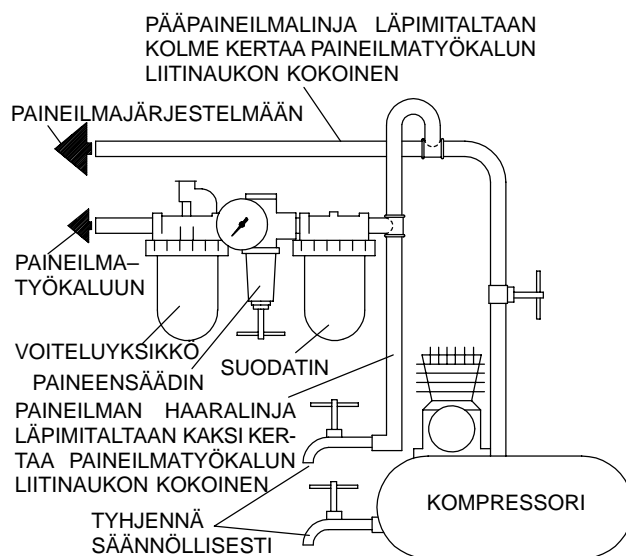 PÄÄPAINEILMALINJA LÄPIMITALTAAN
KOLME KERTAA PAINEILMATYÖKALUN
LIITINAUKON KOKOINEN
PAINEILMAJÄRJESTELMÄÄN
PAINEILMA–
TYÖKALUUN
VOITELUYKSIKKÖ
SUODATIN
PAINEENSÄÄDIN
PAINEILMAN HAARALINJA
LÄPIMITALTAAN KAKSI KER-
TAA PAINEILMATYÖKALUN
LIITINAUKON KOKOINEN
KOMPRESSORI
TYHJENNÄ
SÄÄNNÖLLISESTI